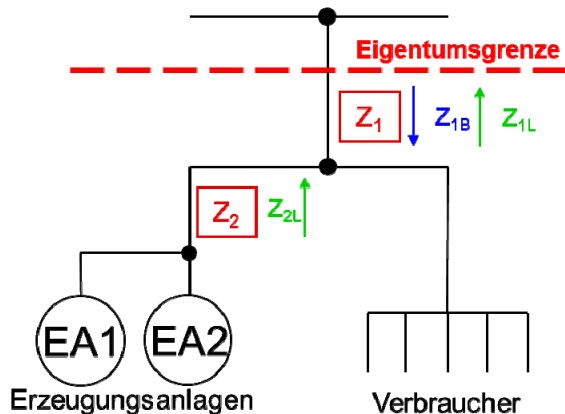 Eigentumsgrenze
Z1 Z1B Z1L
Z2 Z2L
EA1 EA2
Erzeugungsanlagen Verbraucher